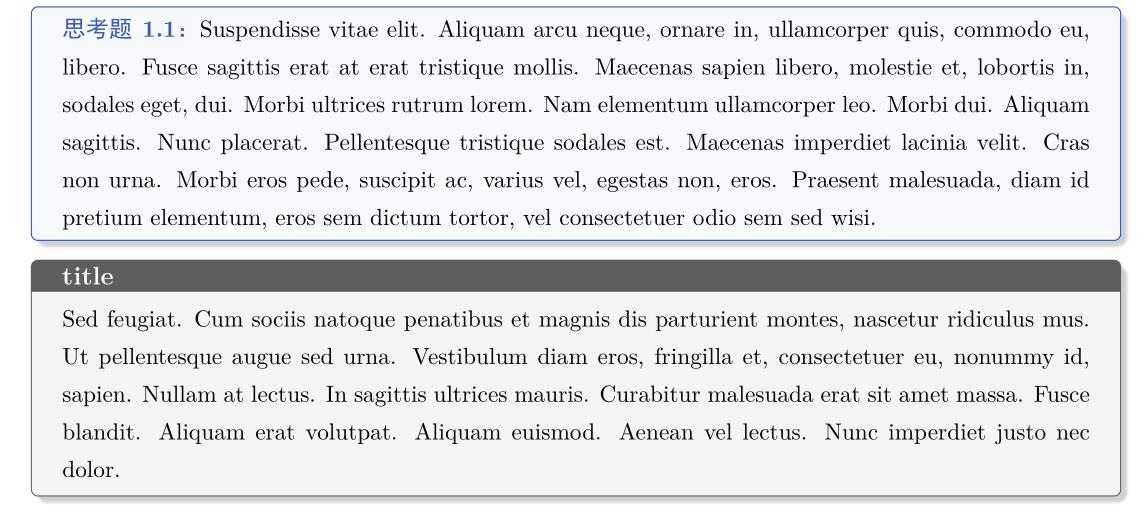 思考题 1.1：Suspendisse vitae elit. Aliquam arcu neque, ornare in, ullamcorper quis, commodo eu,
libero. Fusce sagittis erat at erat tristique mollis. Maecenas sapien libero, molestie et, lobortis in,
sodales eget, dui. Morbi ultrices rutrum lorem. Nam elementum ullamcorper leo. Morbi dui. Aliquam
sagittis. Nunc placerat. Pellentesque tristique sodales est. Maecenas imperdiet lacinia velit. Cras
non urna. Morbi eros pede, suscipit ac, varius vel, egestas non, eros. Praesent malesuada, diam id
pretium elementum, eros sem dictum tortor, vel consectetuer odio sem sed wisi.
title
Sed feugiat. Cum sociis natoque penatibus et magnis dis parturient montes, nascetur ridiculus mus.
Ut pellentesque augue sed urna. Vestibulum diam eros, fringilla et, consectetuer eu, nonummy id,
sapien. Nullam at lectus. In sagittis ultrices mauris. Curabitur malesuada erat sit amet massa. Fusce
blandit. Aliquam erat volutpat. Aliquam euismod. Aenean vel lectus. Nunc imperdiet justo nec
dolor.